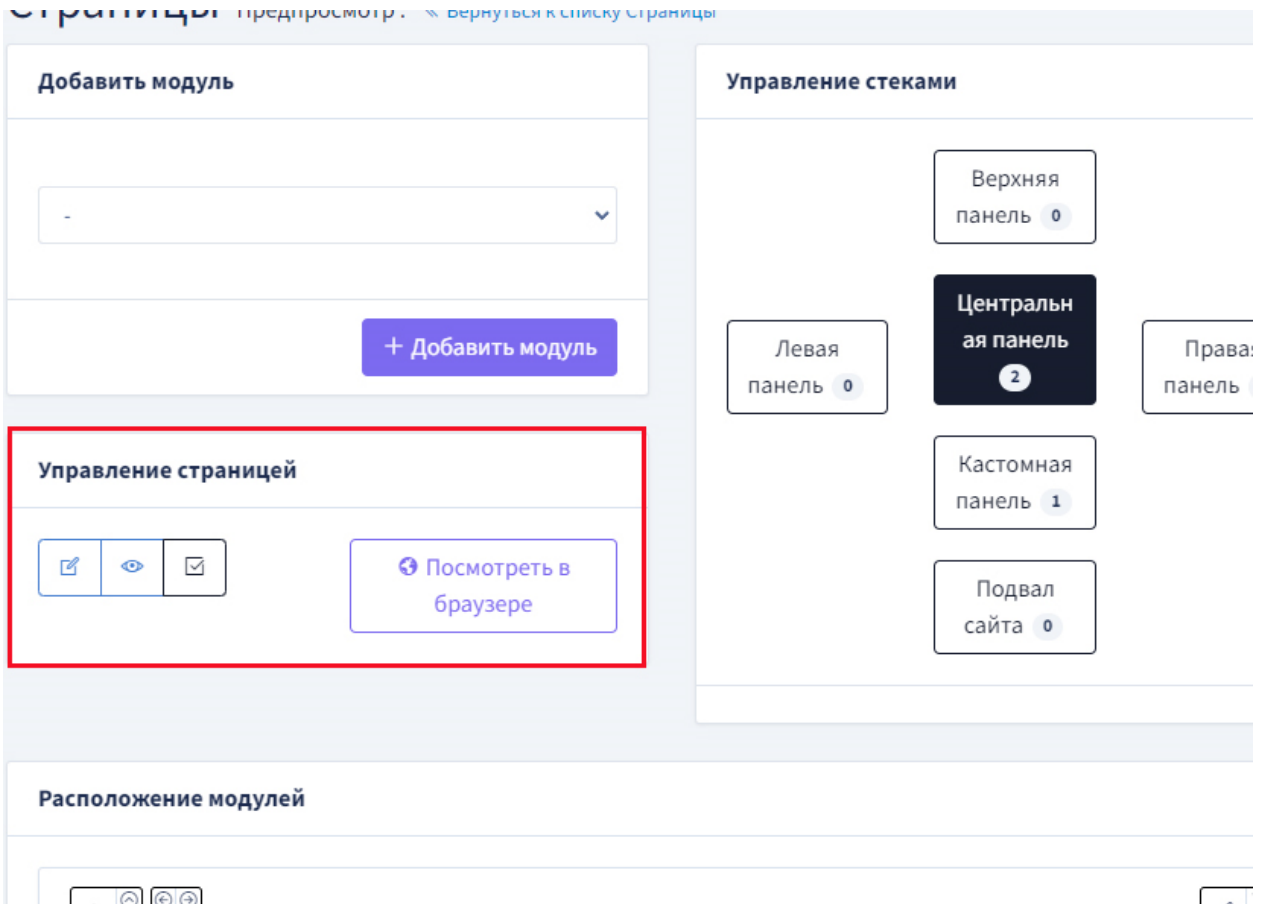 Страницы Предпросмотр. « Вернуться к списку Страницы
Добавить модуль
-
+ Добавить модуль
Управление страницей
Посмотреть в
браузере
Управление стеками
Верхняя
панель 0
Левая
панель 0
Центральн
ая панель
2
панель
Кастомная
панель 1
Подвал
сайта 0
Расположение модулей